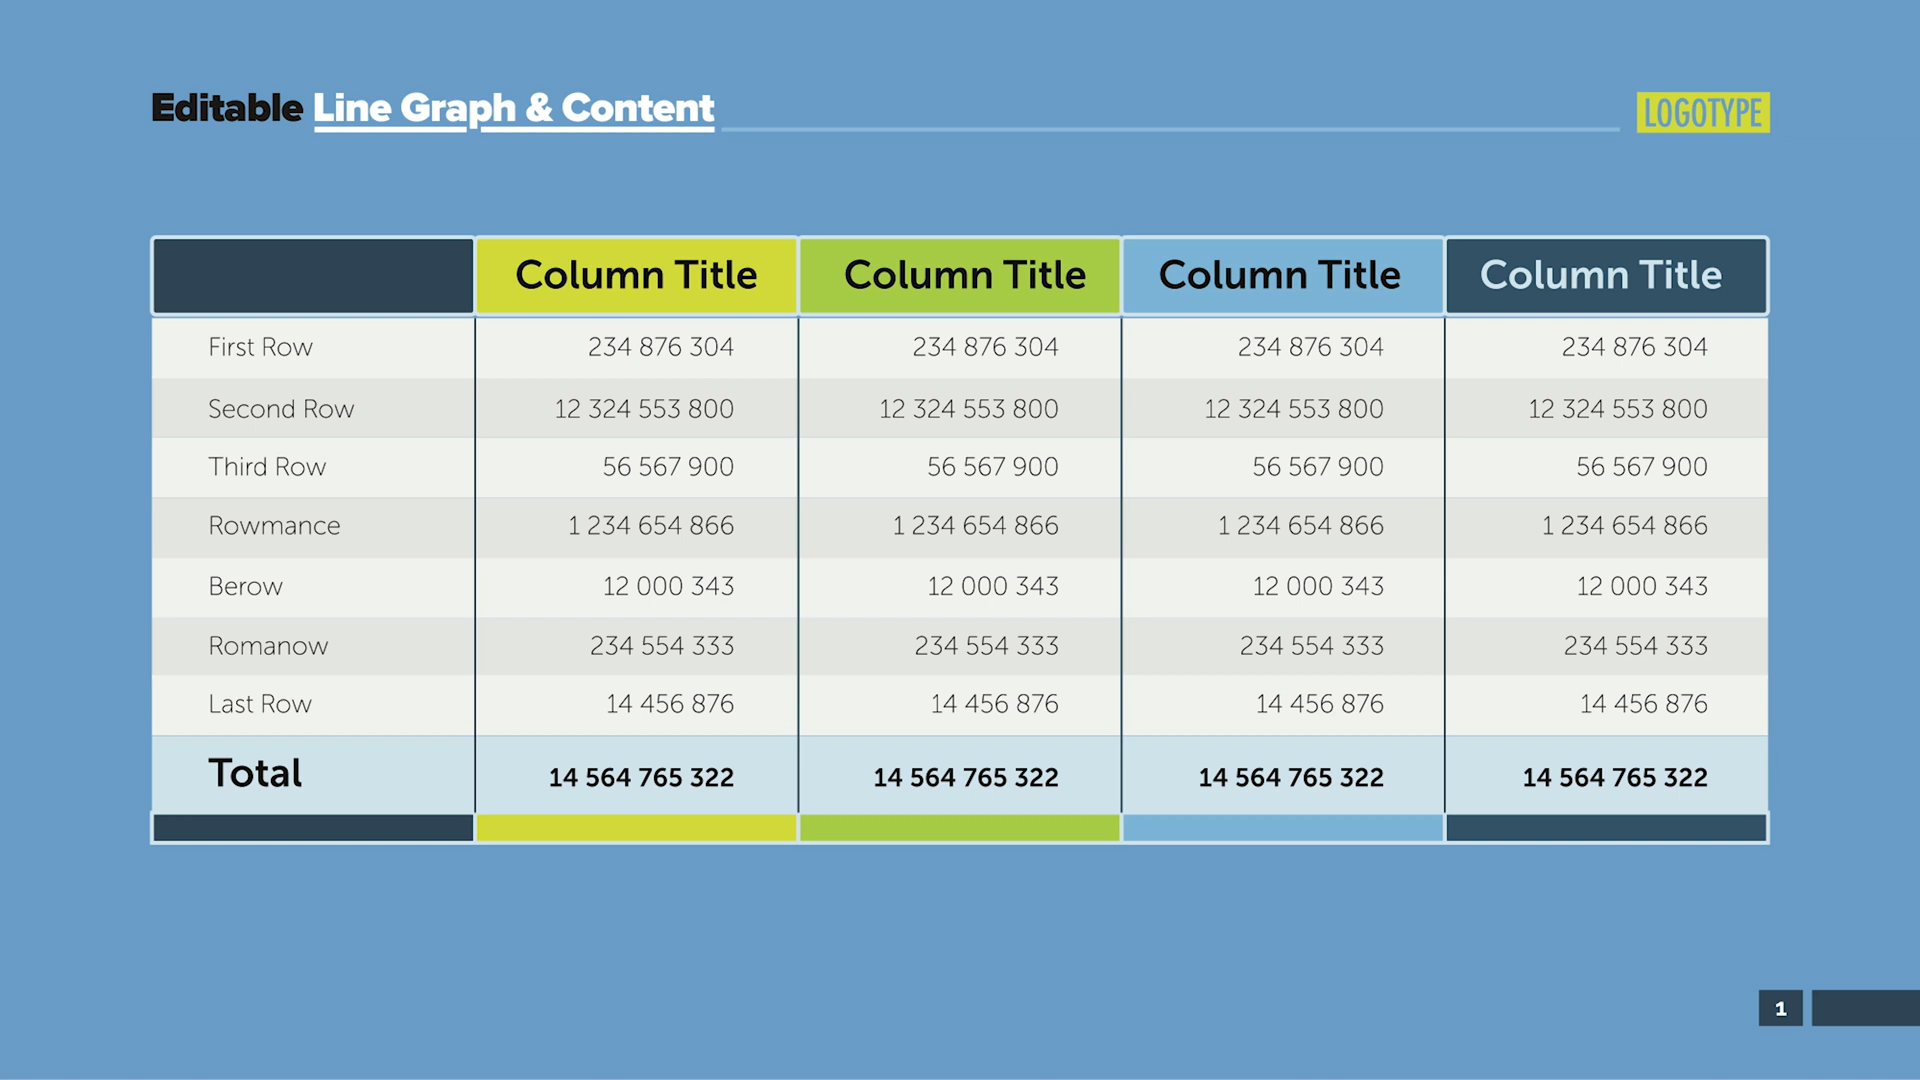 Editable Line Graph & Content
LOGOTYPE
Column Title Column Title Column Title Column Title
First Row 234 876 304 234 876 304 234 876 304 234 876 304
Second Row 12 324 553 800 12 324 553 800 12 324 553 800 12 324 553 800
Third Row 56 567 900 56 567 900 56 567 900 56 567 900
Rowmance 1 234 654 866 1 234 654 866 1 234 654 866 1 234 654 866
Berow 12 000 343 12 000 343 12 000 343 12 000 343
Romanow 234 554 333 234 554 333 234 554 333 234 554 333
Last Row 14 456 876 14 456 876 14 456 876 14 456 876
Total 14 564 765 322 14 564 765 322 14 564 765 322 14 564 765 322
1